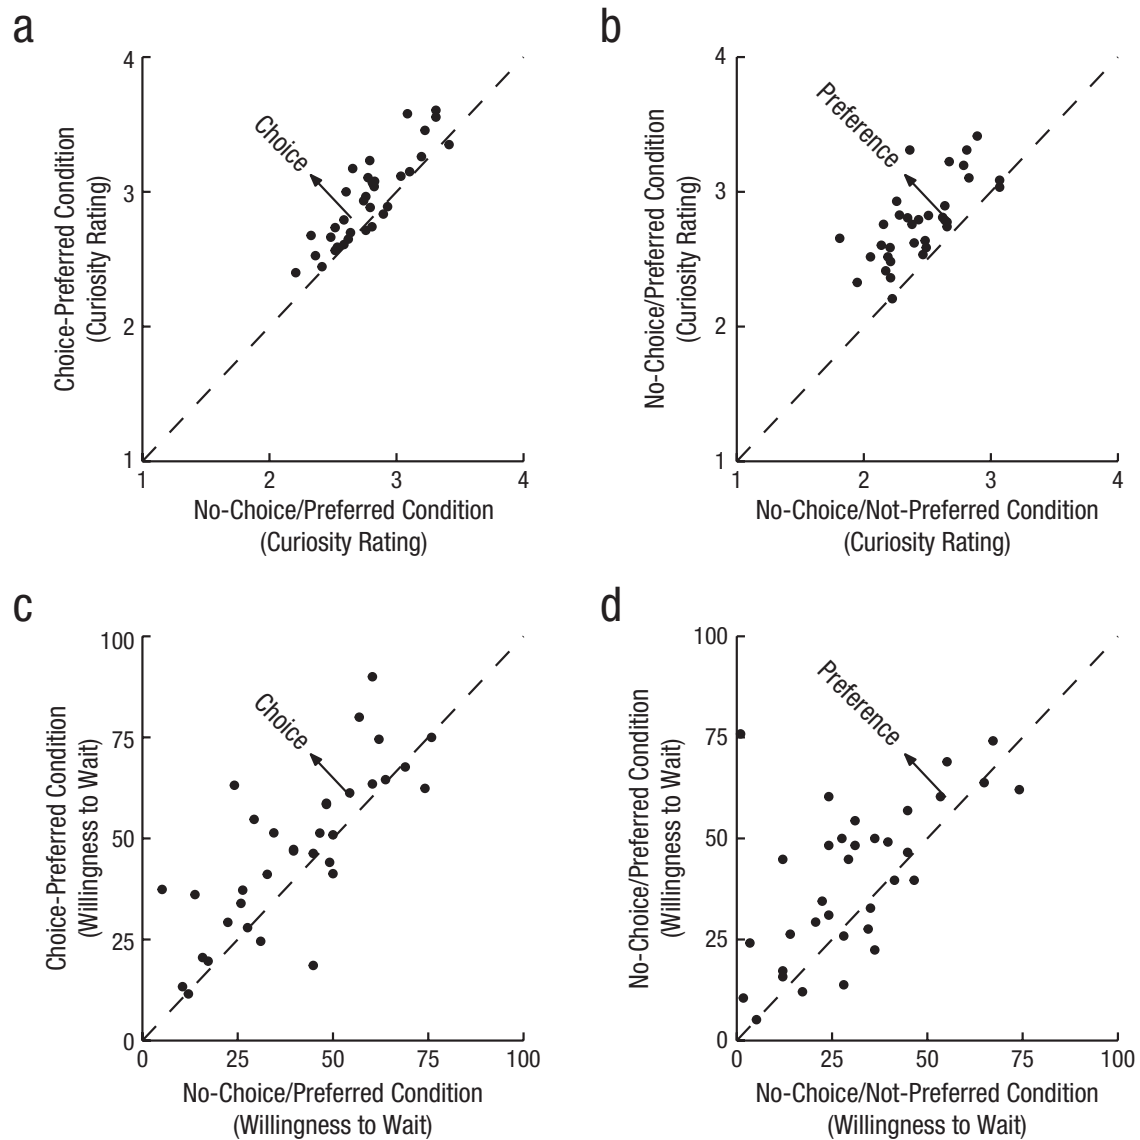 a
Choice-Preferred Condition
(Curiosity Rating)
4
3
2
1
Choice
1 2 3 4
No-Choice/Preferred Condition
(Curiosity Rating)
b
No-Choice/Preferred Condition
(Curiosity Rating)
4
3
2
1
Preference
1 2 3 4
No-Choice/Not-Preferred Condition
(Curiosity Rating)
c
Choice-Preferred Condition
(Willingness to Wait)
100
75
50
25
0
Choice
0 25 50 75 100
No-Choice/Preferred Condition
(Willingness to Wait)
d
No-Choice/Preferred Condition
(Willingness to Wait)
100
75
50
25
0
Preference
0 25 50 75 100
No-Choice/Not-Preferred Condition
(Willingness to Wait)